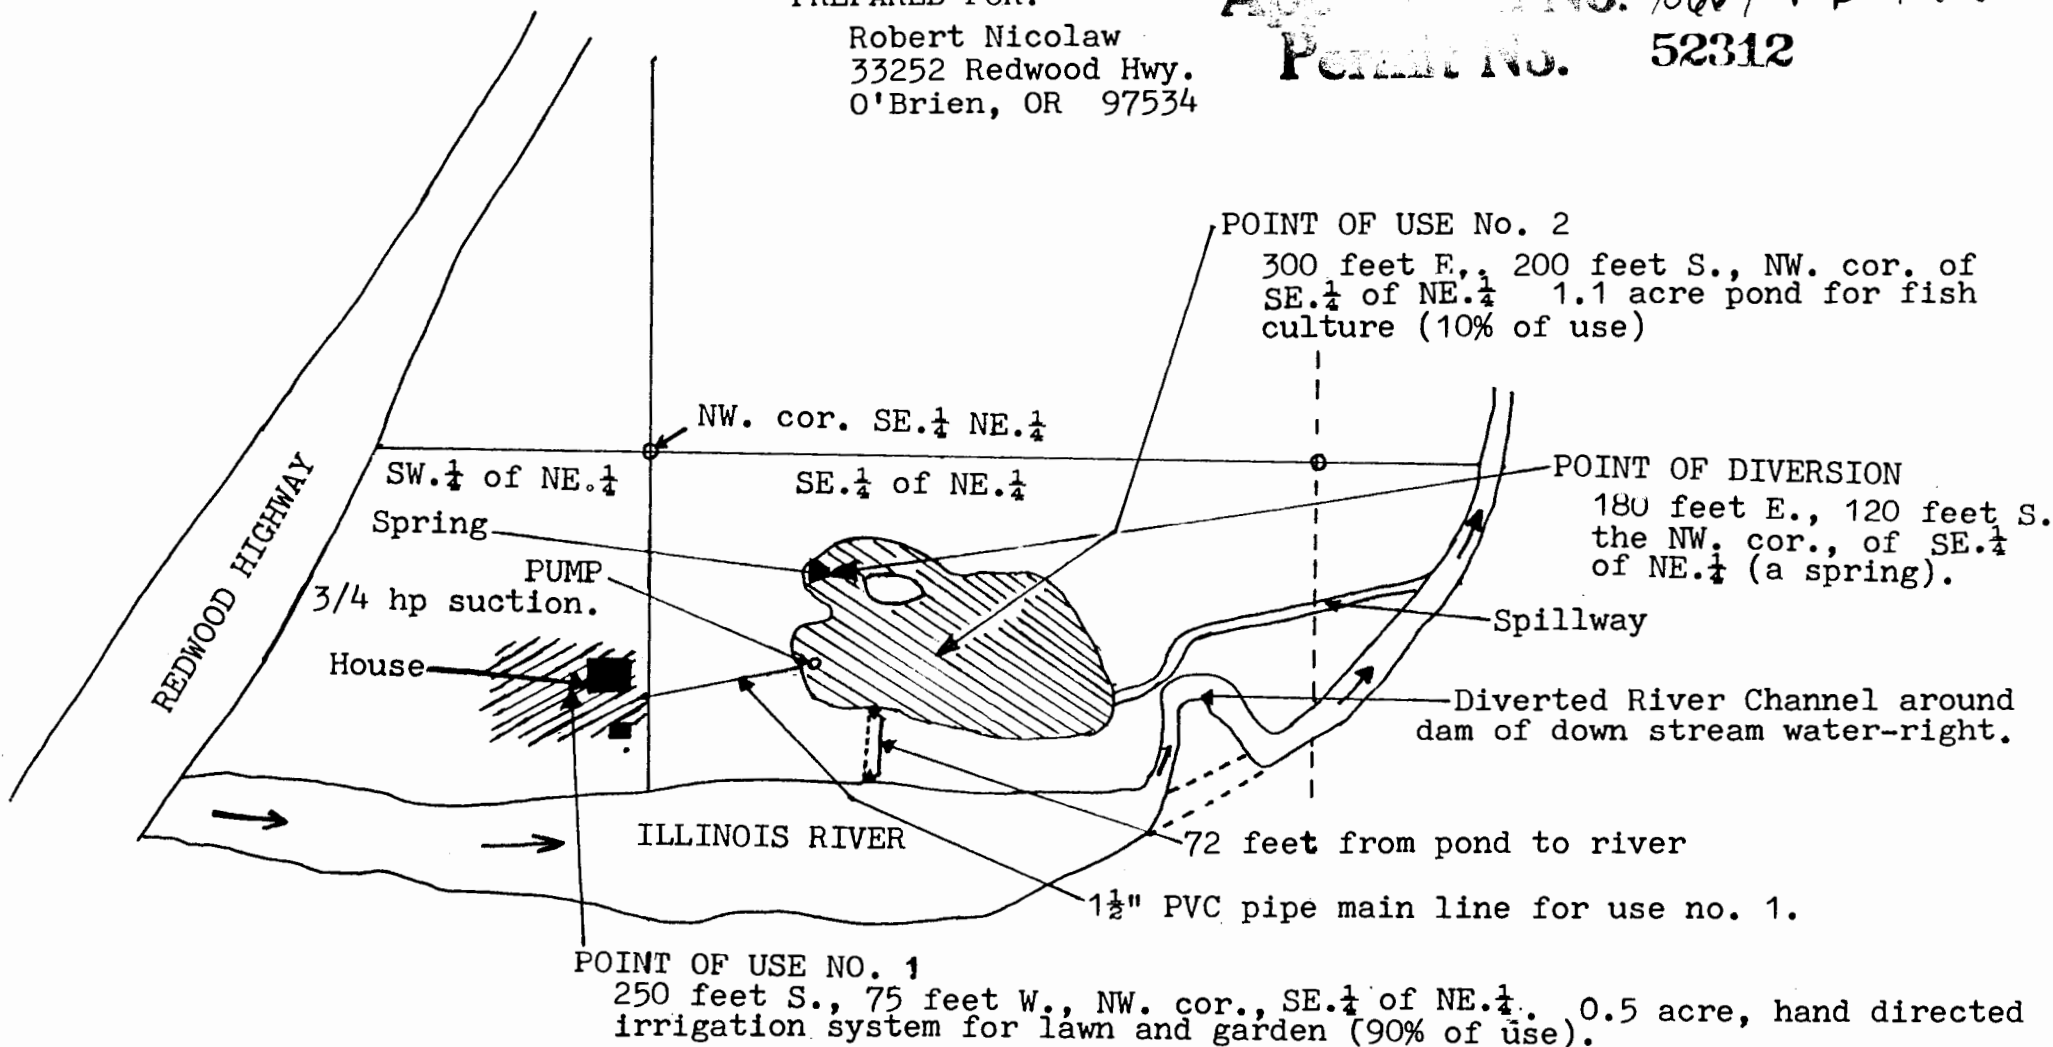 PREPARED FOR:
Robert Nicolaw
33252 Redwood Hwy.
O'Brien, OR 97534
No.
Permit No. 52312
POINT OF USE No. 2
300 feet E., 200 feet S., NW. cor. of
SE.¼ of NE.¼ 1.1 acre pond for fish
culture (10% of use)
NW. cor. SE.¼ NE.¼
SW.¼ of NE.¼
SE.¼ of NE.¼
POINT OF DIVERSION
180 feet E., 120 feet S.
the NW. cor., of SE.¼
of NE.¼ (a spring).
Spring
PUMP
3/4 hp suction.
REDWOOD HIGHWAY
House
Spillway
Diverted River Channel around
dam of down stream water-right.
ILLINOIS RIVER
72 feet from pond to river
1½" PVC pipe main line for use no. 1.
POINT OF USE NO. 1
250 feet S., 75 feet W., NW. cor., SE.¼ of NE.¼. 0.5 acre, hand directed
irrigation system for lawn and garden (90% of use).